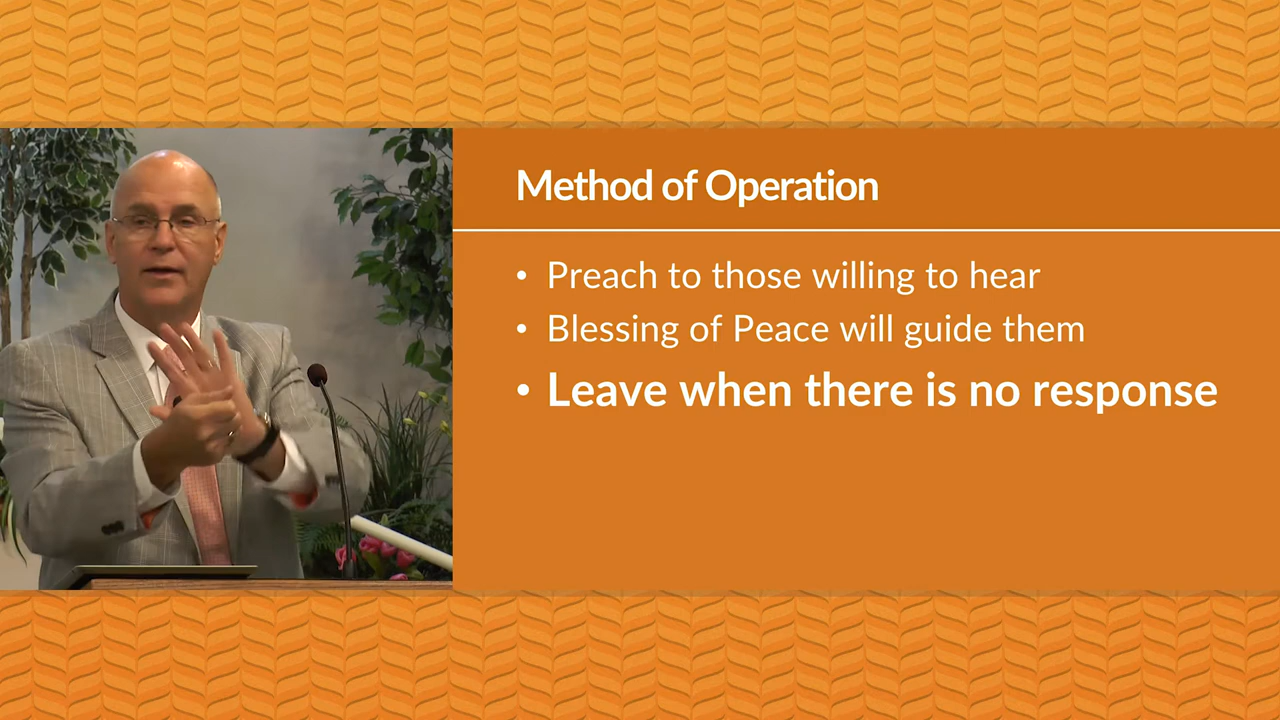 Method of Operation
• Preach to those willing to hear
• Blessing of Peace will guide them
• Leave when there is no response